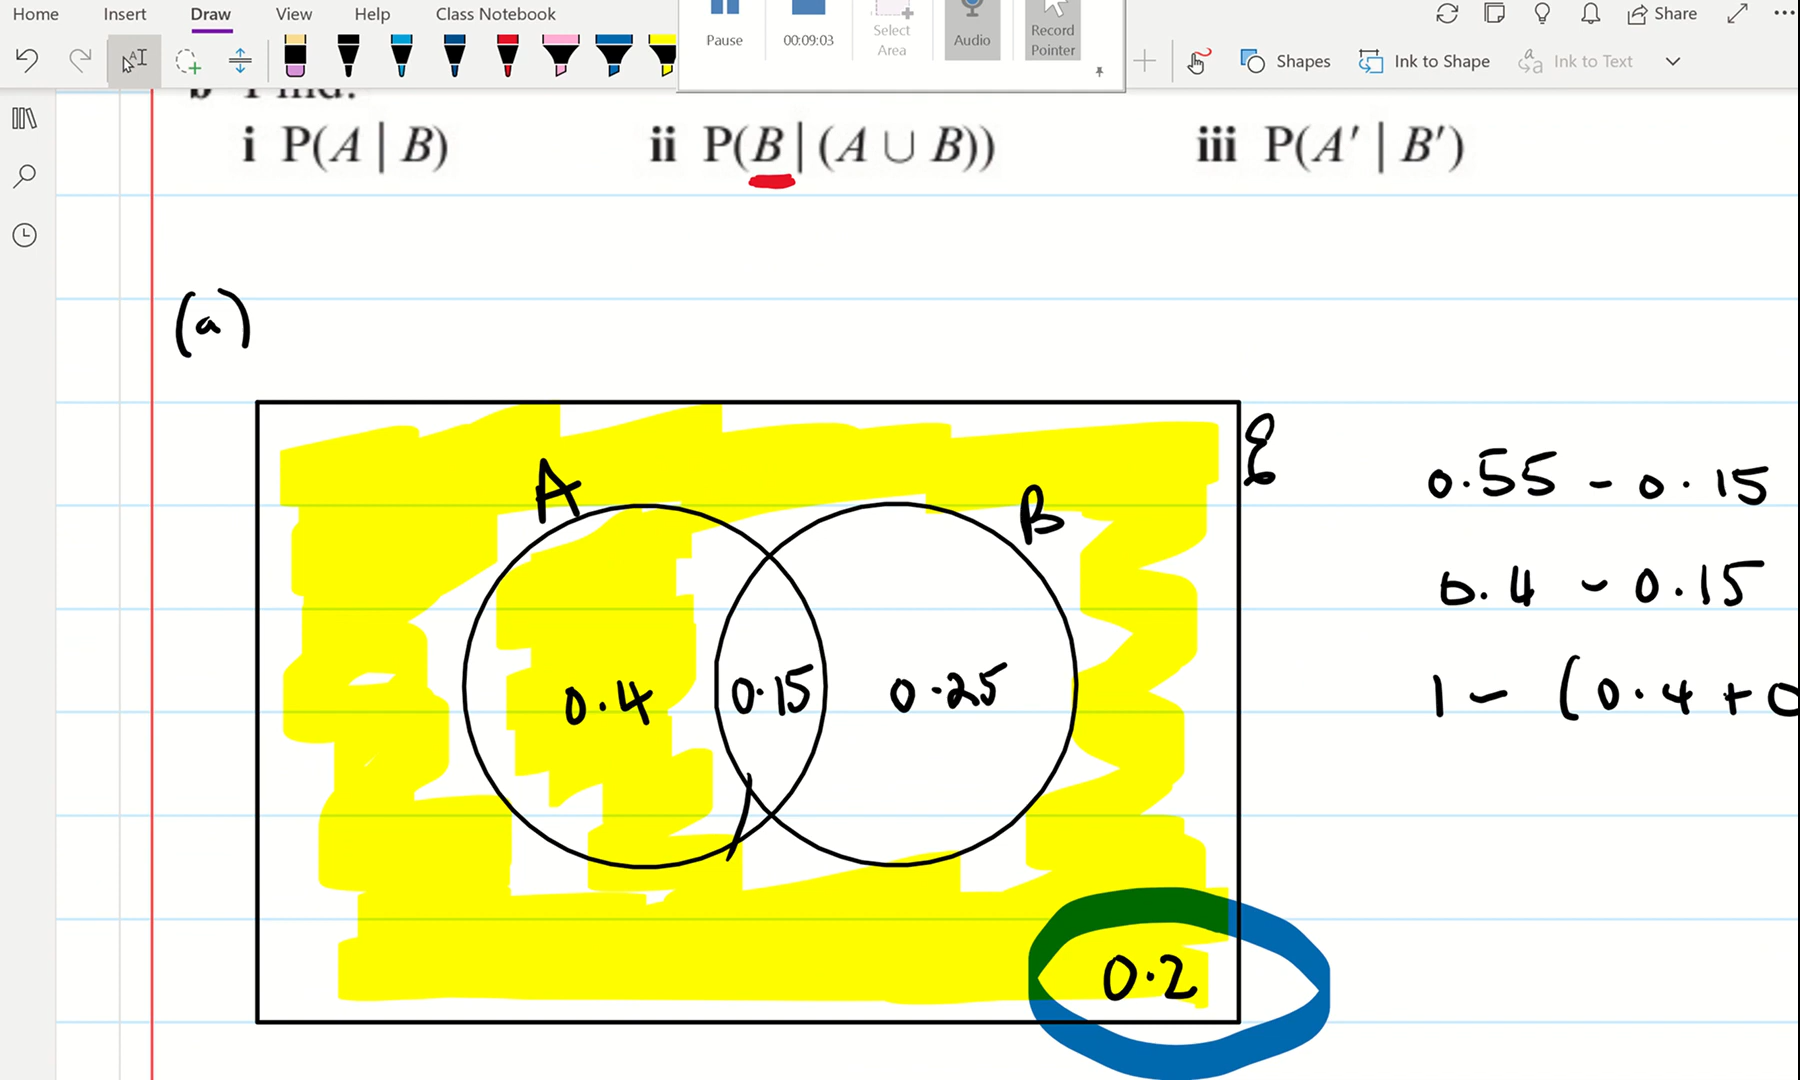 Home Insert Draw View Help Class Notebook
Pause 00:09:03 Select Area Audio Record Pointer
Share
Shapes Ink to Shape Ink to Text
b Find:
i P(A | B) ii P(B | (A ∪ B)) iii P(A′ | B′)
(a)
ξ
A
B
0.55 - 0.15
0.4 - 0.15
0.4 0.15 0.25
1 - (0.4 + 0
0.2